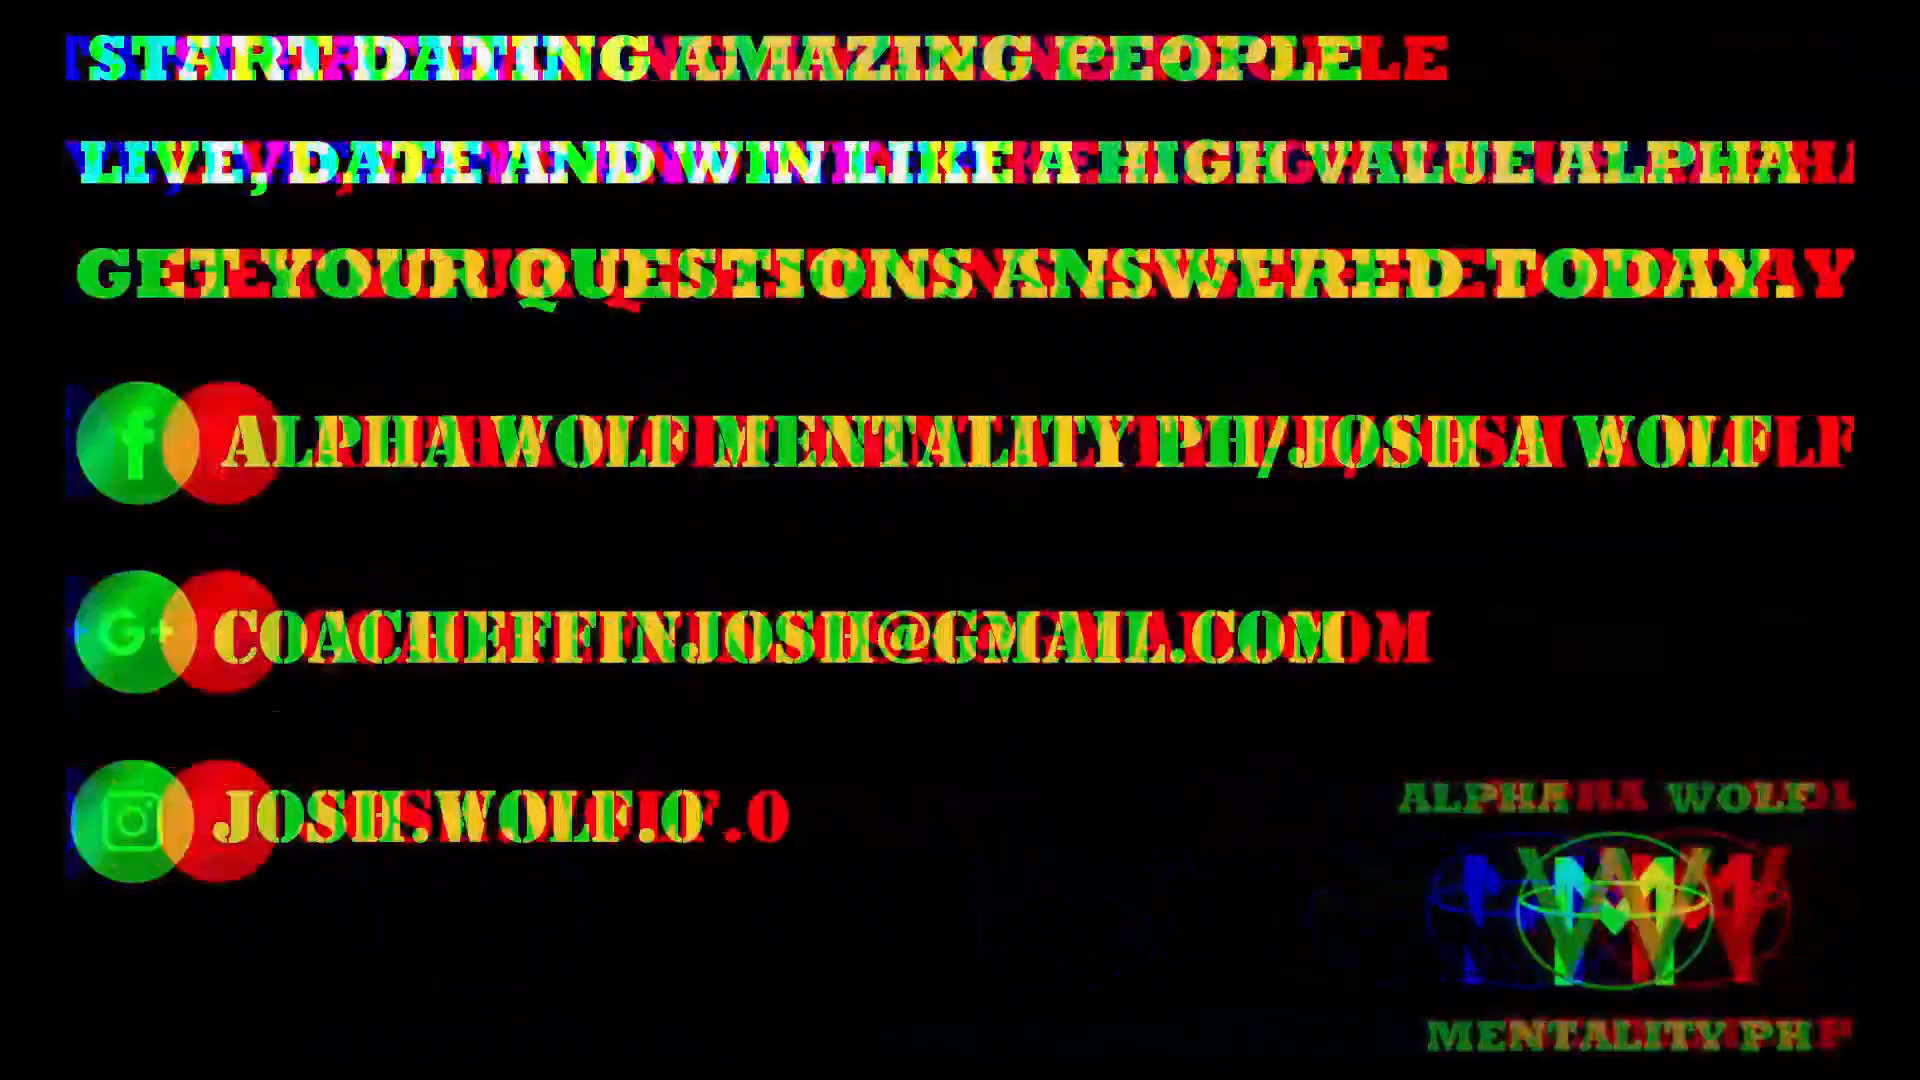 START DATING AMAZING PEOPLE
LIVE, DATE AND WIN LIKE A HIGH VALUE ALPHA
GET YOUR QUESTIONS ANSWERED TODAY.
f ALPHA WOLF MENTALITY PH/JOSH A WOLF
G+ COACHEFFINJOSH@GMAIL.COM
JOSH.WOLF.O
ALPHA WOLF
MENTALITY PH